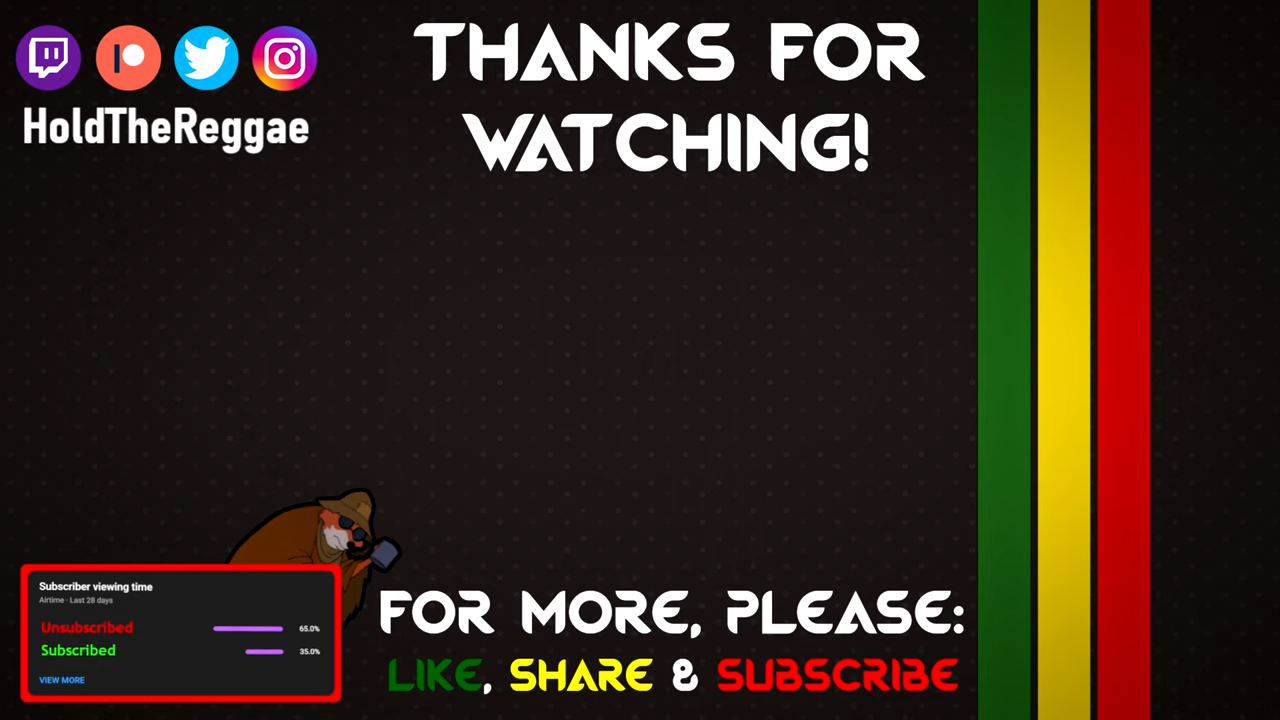 THANKS FOR
WATCHING!
HoldTheReggae
Subscriber viewing time
Airtime · Last 28 days
Unsubscribed 65.0%
Subscribed 35.0%
VIEW MORE
FOR MORE, PLEASE:
LIKE, SHARE & SUBSCRIBE